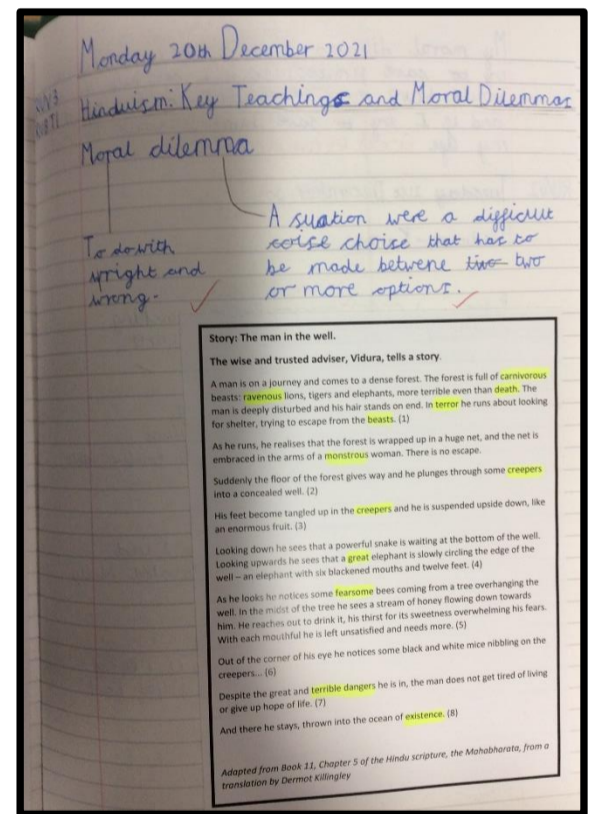 Monday 20th December 2021
Hinduism: Key Teachings and Moral Dilemmas
Moral dilemma
A suation were a difficult
coise choise that has to
be made betwene two two
or more options.
To do with
wright and
wrong.
Story: The man in the well.
The wise and trusted adviser, Vidura, tells a story.
A man is on a journey and comes to a dense forest. The forest is full of carnivorous
beasts: ravenous lions, tigers and elephants, more terrible even than death. The
man is deeply disturbed and his hair stands on end. In terror he runs about looking
for shelter, trying to escape from the beasts. (1)
As he runs, he realises that the forest is wrapped up in a huge net, and the net is
embraced in the arms of a monstrous woman. There is no escape.
Suddenly the floor of the forest gives way and he plunges through some creepers
into a concealed well. (2)
His feet become tangled up in the creepers and he is suspended upside down, like
an enormous fruit. (3)
Looking down he sees that a powerful snake is waiting at the bottom of the well.
Looking upwards he sees that a great elephant is slowly circling the edge of the
well – an elephant with six blackened mouths and twelve feet. (4)
As he looks he notices some fearsome bees coming from a tree overhanging the
well. In the midst of the tree he sees a stream of honey flowing down towards
him. He reaches out to drink it, his thirst for its sweetness overwhelming his fears.
With each mouthful he is left unsatisfied and needs more. (5)
Out of the corner of his eye he notices some black and white mice nibbling on the
creepers... (6)
Despite the great and terrible dangers he is in, the man does not get tired of living
or give up hope of life. (7)
And there he stays, thrown into the ocean of existence. (8)
Adapted from Book 11, Chapter 5 of the Hindu scripture, the Mahabharata, from a
translation by Dermot Killingley